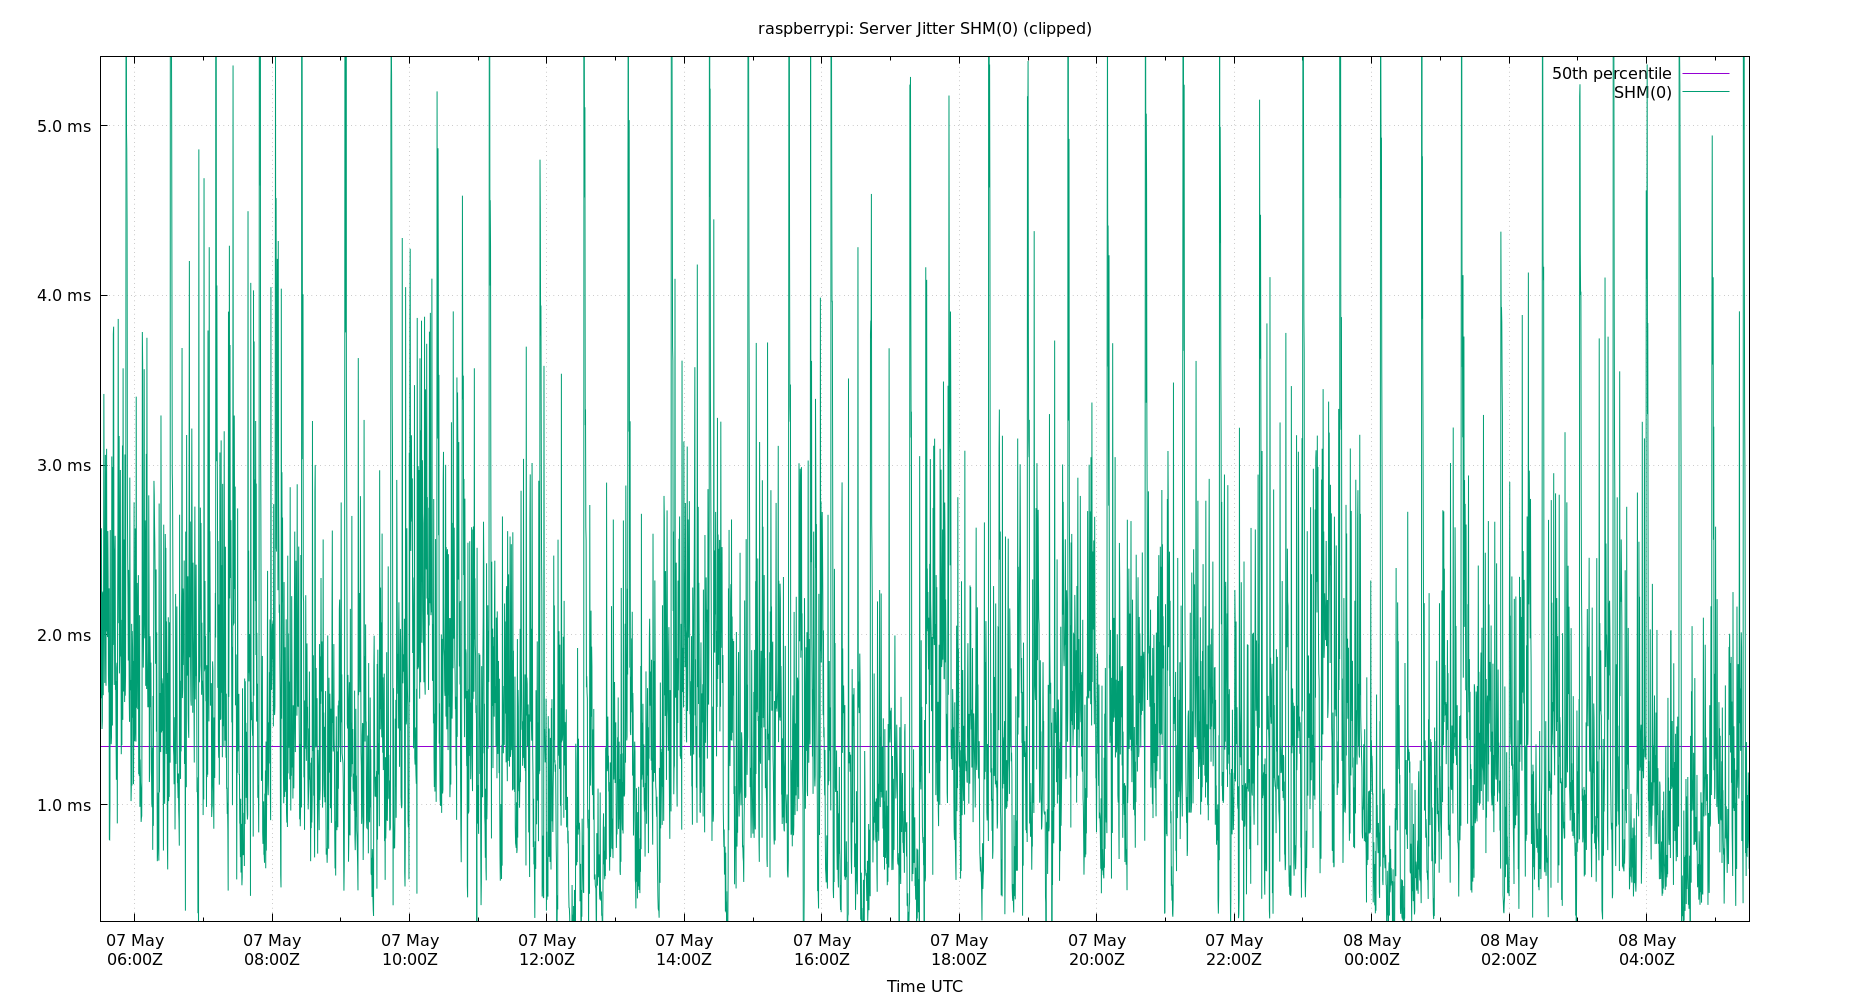 raspberrypi: Server Jitter SHM(0) (clipped)
50th percentile
SHM(0)
5.0 ms
4.0 ms
3.0 ms
2.0 ms
1.0 ms
07 May 07 May 07 May 07 May 07 May 07 May 07 May 07 May 07 May 08 May 08 May 08 May
06:00Z 08:00Z 10:00Z 12:00Z 14:00Z 16:00Z 18:00Z 20:00Z 22:00Z 00:00Z 02:00Z 04:00Z
Time UTC